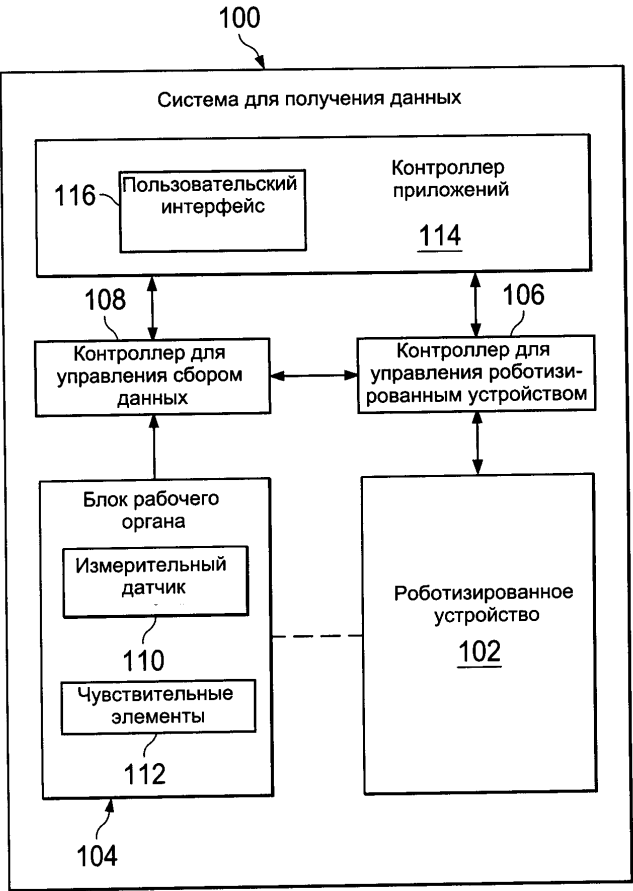 100
Система для получения данных
116
Пользовательский
интерфейс
Контроллер
приложений
114
108
106
Контроллер для
управления сбором
данных
Контроллер для
управления роботизи-
рованным устройством
Блок рабочего
органа
Измерительный
датчик
110
Чувствительные
элементы
112
104
Роботизированное
устройство
102